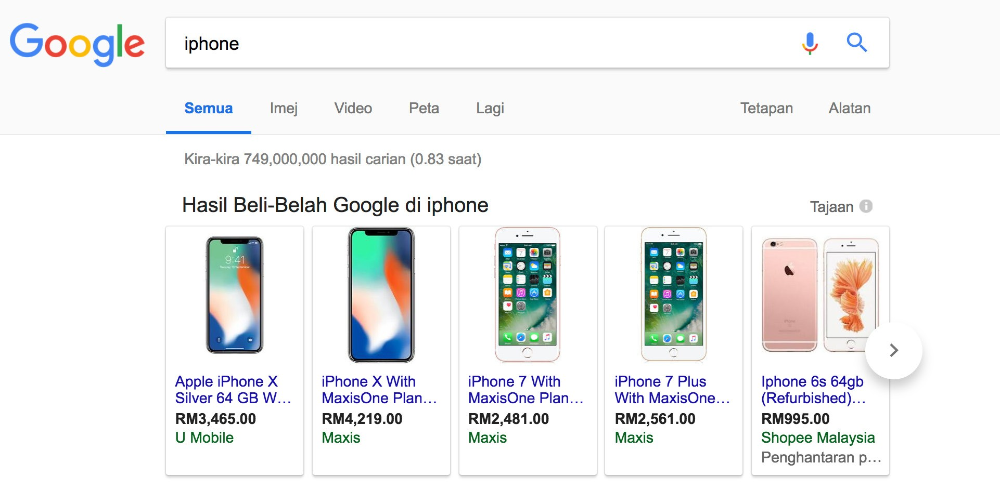 Google
iphone
Semua Imej Video Peta Lagi Tetapan Alatan
Kira-kira 749,000,000 hasil carian (0.83 saat)
Hasil Beli-Belah Google di iphone
Tajaan
9:41
Tuesday, 12 September
Apple iPhone X
Silver 64 GB W...
RM3,465.00
U Mobile
iPhone X With
MaxisOne Plan...
RM4,219.00
Maxis
iPhone 7 With
MaxisOne Plan...
RM2,481.00
Maxis
iPhone 7 Plus
With MaxisOne...
RM2,561.00
Maxis
Iphone 6s 64gb
(Refurbished)...
RM995.00
Shopee Malaysia
Penghantaran p...